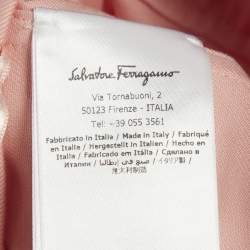 Salvatore Ferragamo
Via Tornabuoni, 2
50123 Firenze - ITALIA
Tel: +39 055 3561
Fabbricato in Italia / Made in Italy / Fabriqué
en Italie / Hergestellt in Italien / Hecho en
Italia / Fabricado em Itália / Сделано в
Италии / صنع في إيطاليا / イタリア製 /
意大利制造